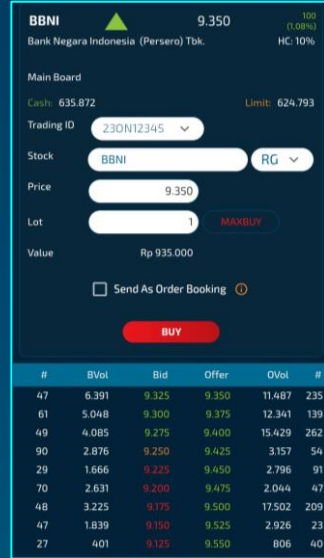 BBNI 9.350 100
(1,08%)
Bank Negara Indonesia (Persero) Tbk. HC: 10%
Main Board
Cash: 635.872 Limit: 624.793
Trading ID 23ON12345
Stock BBNI RG
Price 9.350
Lot 1 MAXBUY
Value Rp 935.000
Send As Order Booking
BUY
# BVol Bid Offer OVol #
47 6.391 9.325 9.350 11.487 235
61 5.048 9.300 9.375 12.341 139
49 4.085 9.275 9.400 15.429 262
90 2.876 9.250 9.425 3.157 54
29 1.666 9.225 9.450 2.796 91
70 2.631 9.200 9.475 2.044 47
48 3.225 9.175 9.500 17.502 209
47 1.839 9.150 9.525 2.926 23
27 401 9.125 9.550 806 40